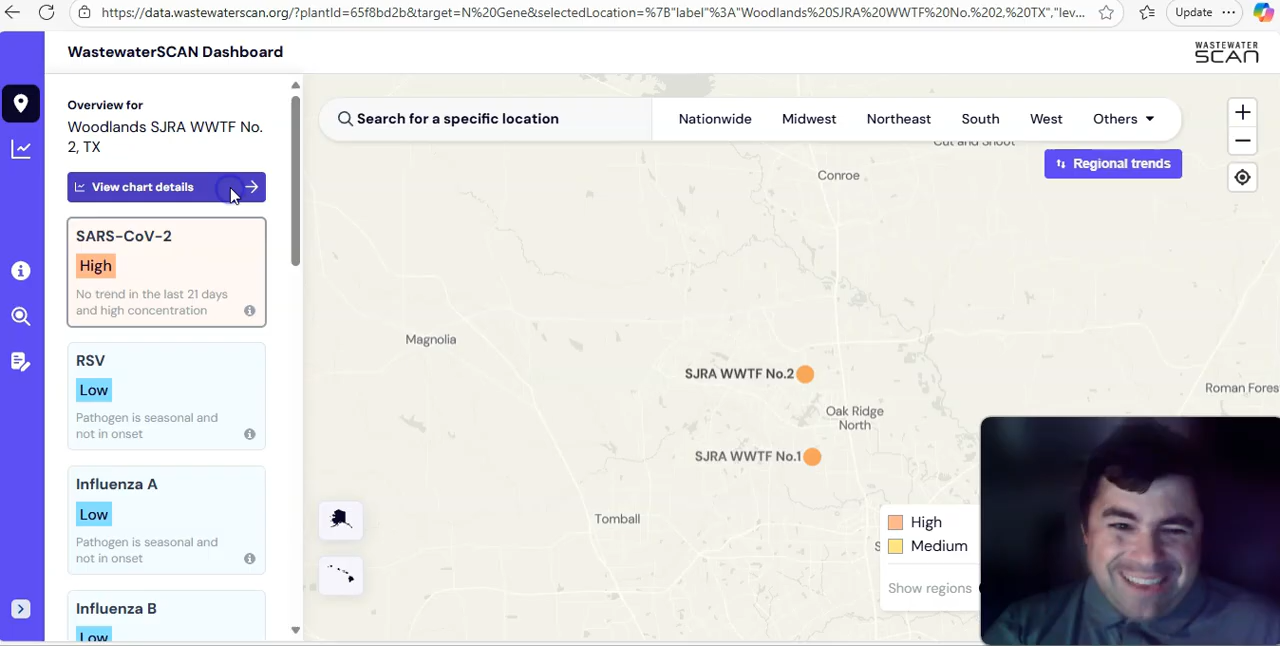 https://data.wastewaterscan.org/?plantId=65f8bd2b&target=N%20Gene&selectedLocation=%7B"label"%3A"Woodlands%20SJRA%20WWTF%20No.%202,%20TX","lev...
Update
WastewaterSCAN Dashboard
WASTEWATER
SCAN
Overview for
Woodlands SJRA WWTF No.
2, TX
View chart details
SARS-CoV-2
High
No trend in the last 21 days
and high concentration
RSV
Low
Pathogen is seasonal and
not in onset
Influenza A
Low
Pathogen is seasonal and
not in onset
Influenza B
Low
Search for a specific location
Nationwide
Midwest
Northeast
South
West
Others
Cut and Shoot
Regional trends
Conroe
Magnolia
SJRA WWTF No.2
Roman Fores
Oak Ridge
North
SJRA WWTF No.1
Tomball
High
S
Medium
Show regions